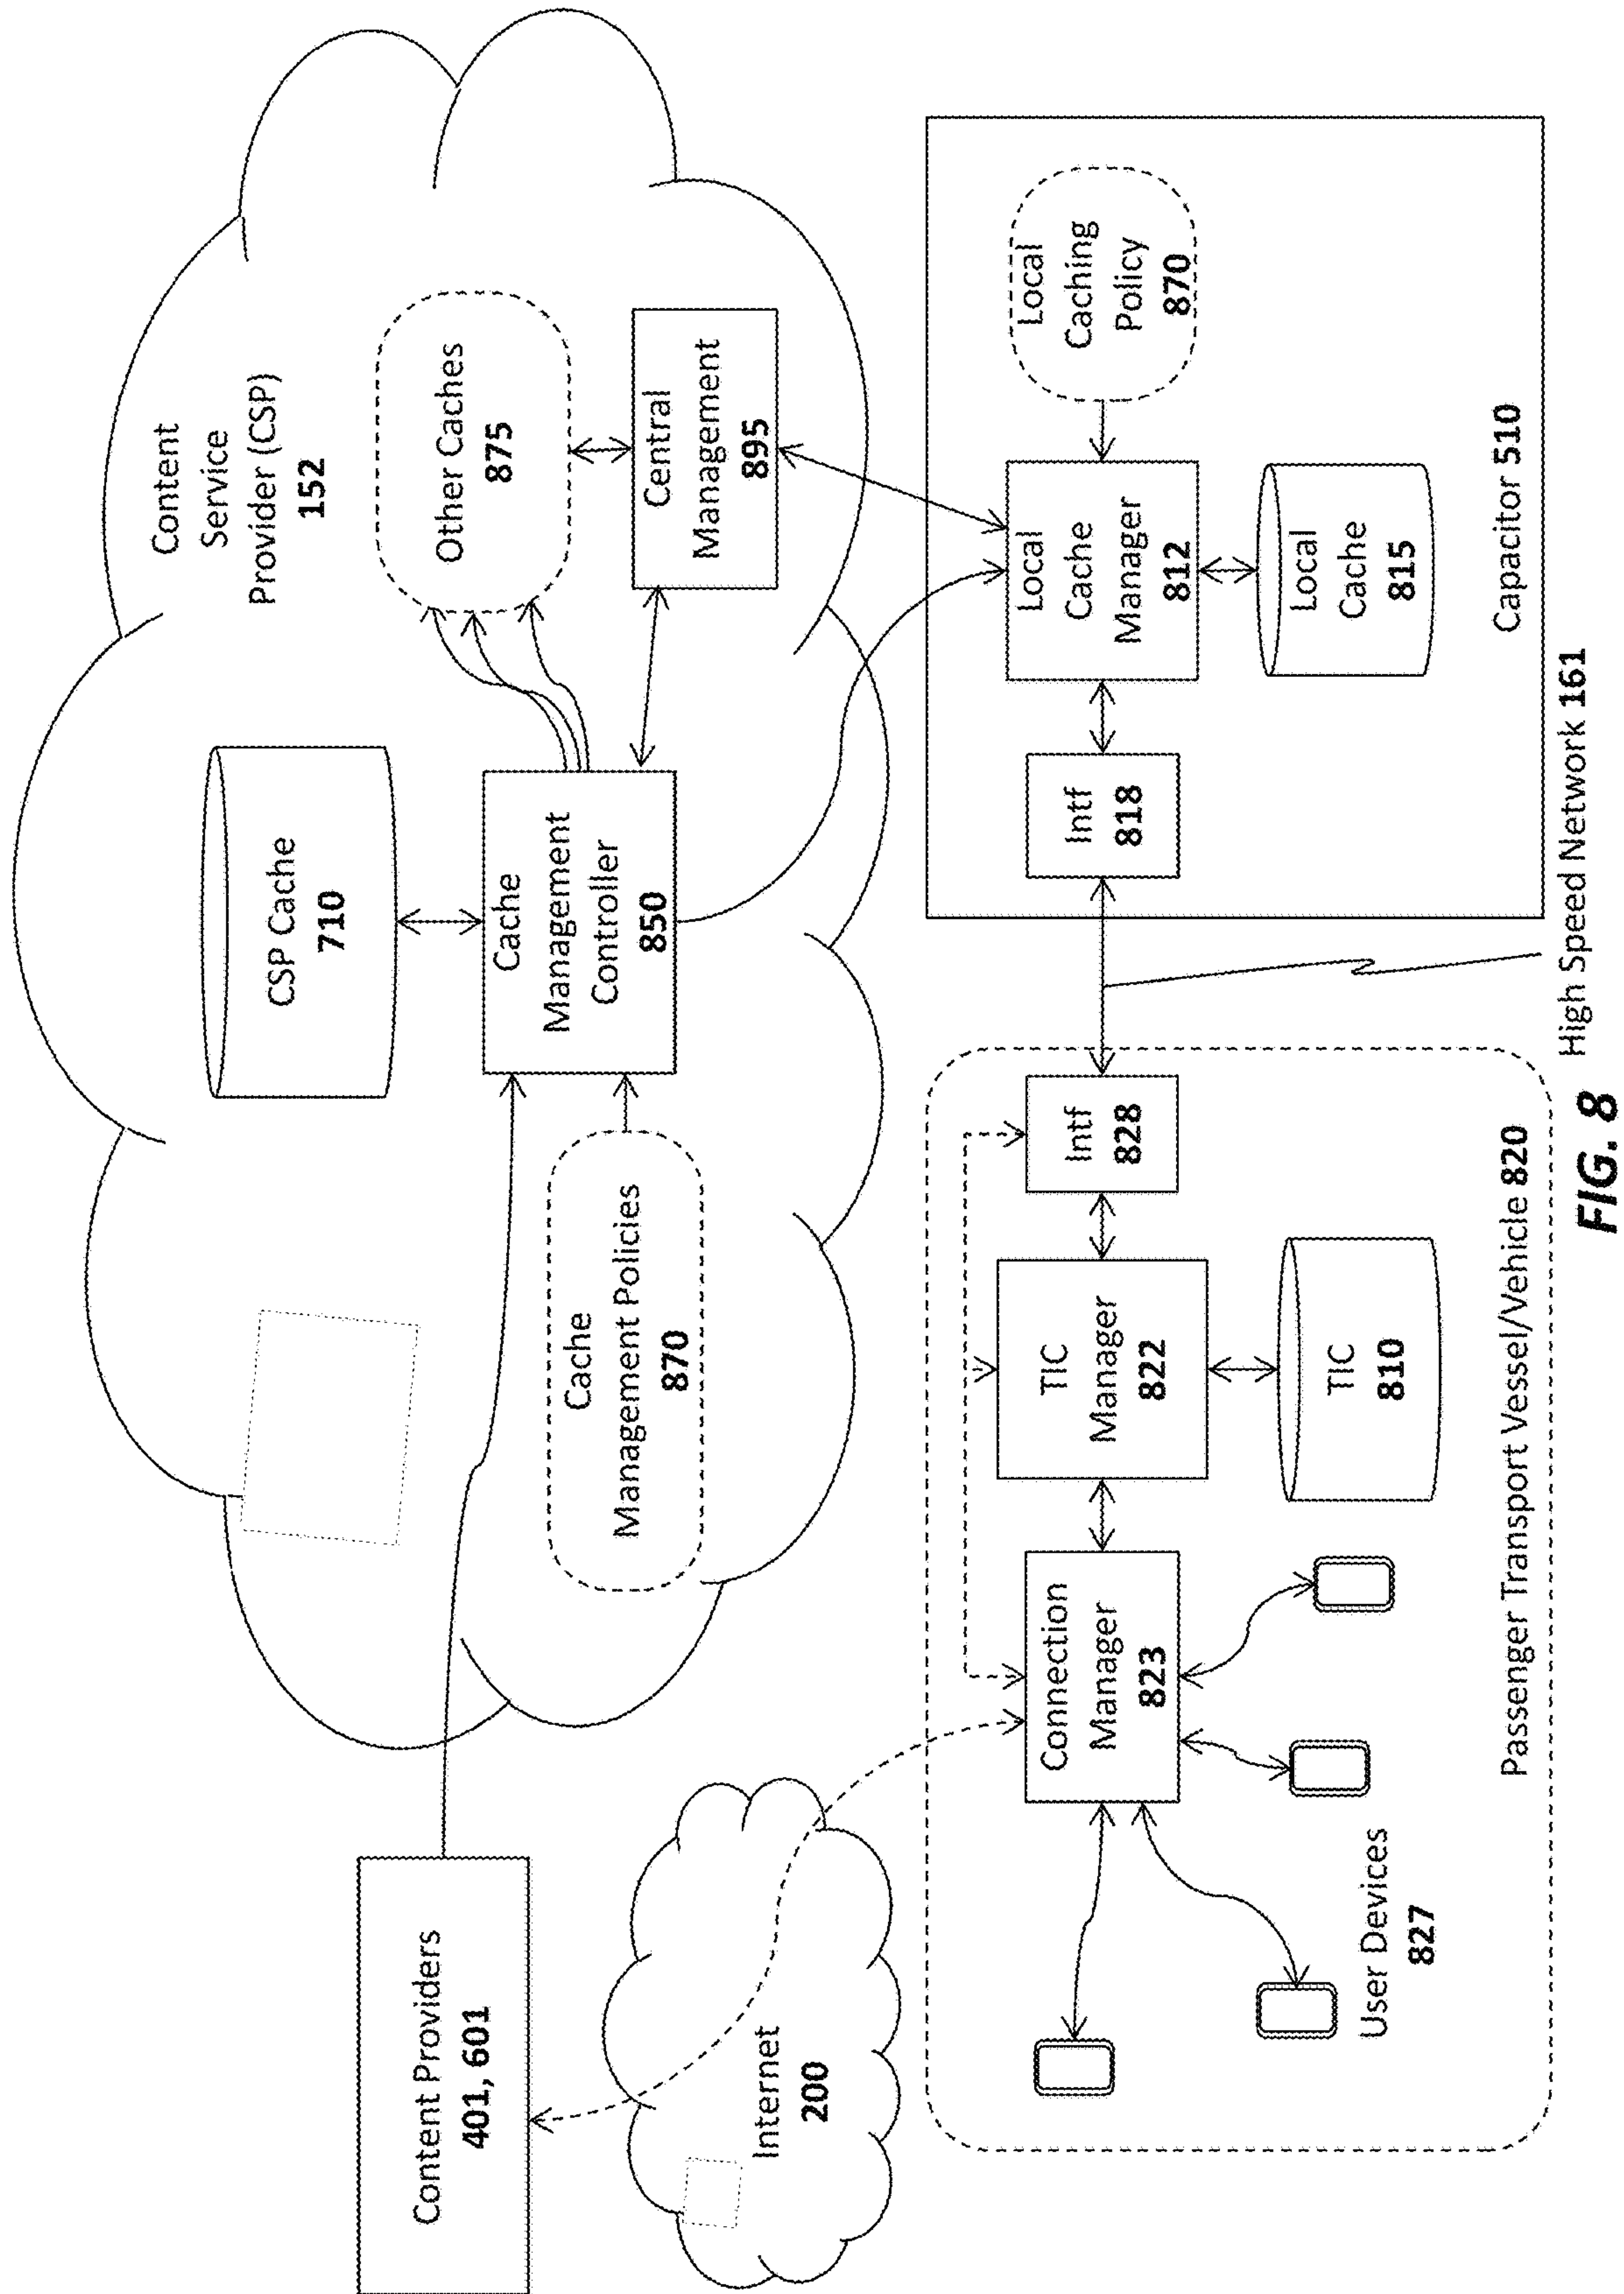 Content Providers
401, 601
Content
Service
Provider (CSP)
152
CSP Cache
710
Other Caches
875
Cache
Management
Controller
850
Cache
Management Policies
870
Central
Management
895
Internet
200
Connection
Manager
823
TIC
Manager
822
Intf
828
TIC
810
User Devices
827
Passenger Transport Vessel/Vehicle 820
Intf
818
Local
Cache
Manager
812
Local
Caching
Policy
870
Local
Cache
815
Capacitor 510
High Speed Network 161
FIG. 8